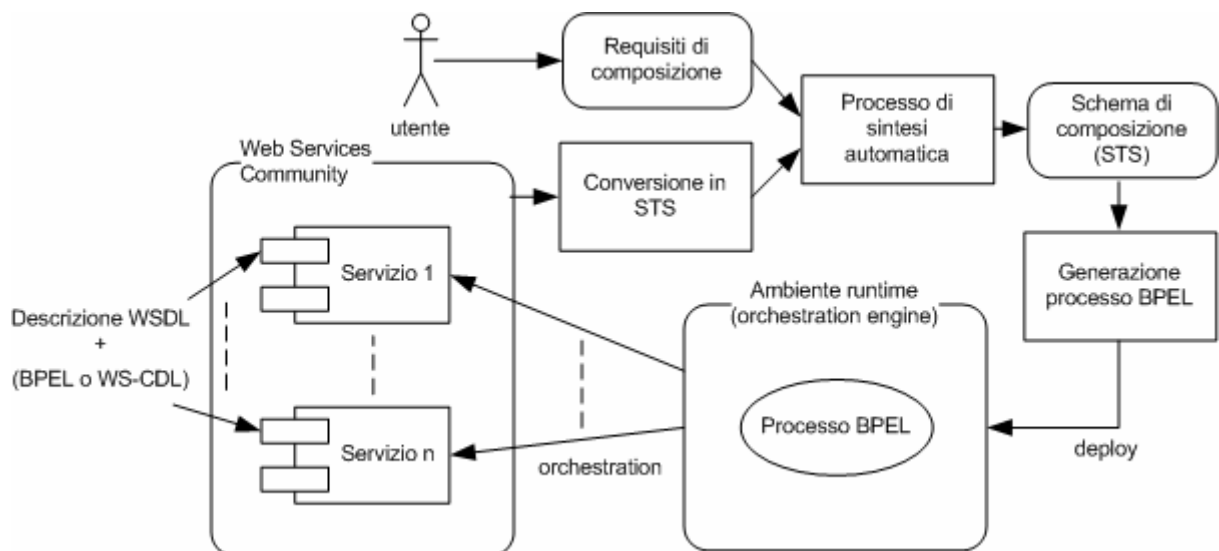 utente
Requisiti di
composizione
Processo di
sintesi
automatica
Schema di
composizione
(STS)
Web Services
Community
Conversione in
STS
Servizio 1
Descrizione WSDL
+
(BPEL o WS-CDL)
Servizio n
orchestration
Ambiente runtime
(orchestration engine)
Processo BPEL
Generazione
processo BPEL
deploy